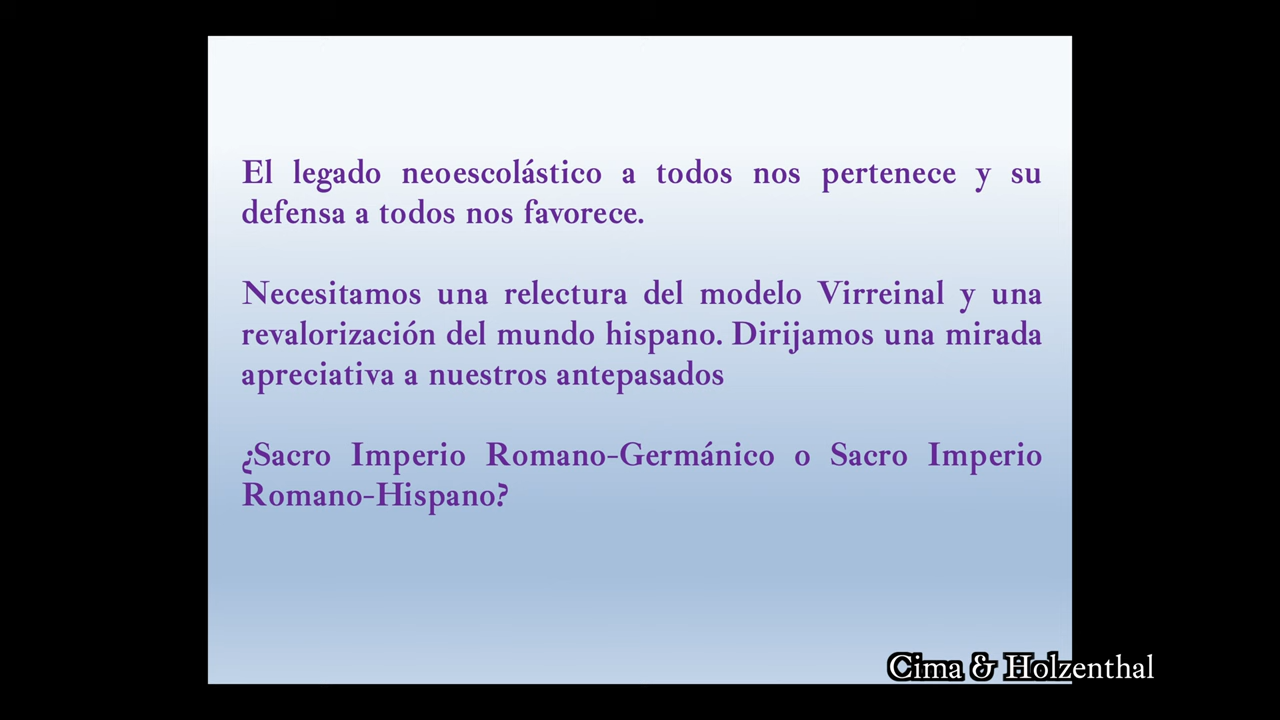 El legado neoescolástico a todos nos pertenece y su
defensa a todos nos favorece.
Necesitamos una relectura del modelo Virreinal y una
revalorización del mundo hispano. Dirijamos una mirada
apreciativa a nuestros antepasados
¿Sacro Imperio Romano-Germánico o Sacro Imperio
Romano-Hispano?
Cima & Holzenthal